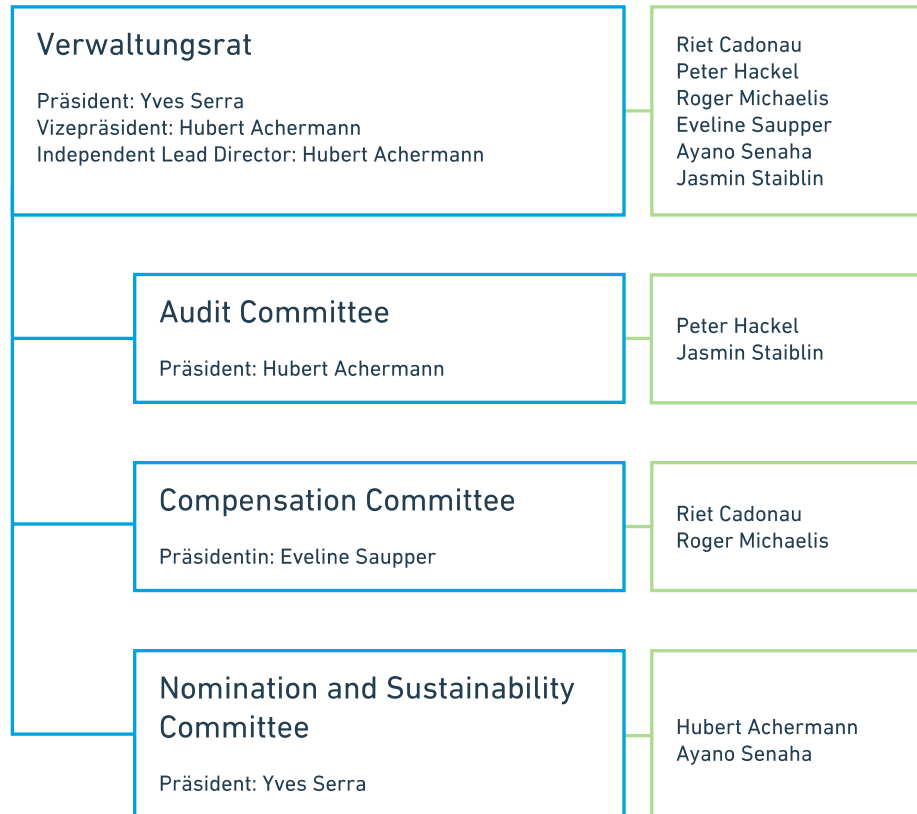 Verwaltungsrat
Präsident: Yves Serra
Vizepräsident: Hubert Achermann
Independent Lead Director: Hubert Achermann
Riet Cadonau
Peter Hackel
Roger Michaelis
Eveline Saupper
Ayano Senaha
Jasmin Staiblin
Audit Committee
Präsident: Hubert Achermann
Peter Hackel
Jasmin Staiblin
Compensation Committee
Präsidentin: Eveline Saupper
Riet Cadonau
Roger Michaelis
Nomination and Sustainability
Committee
Präsident: Yves Serra
Hubert Achermann
Ayano Senaha